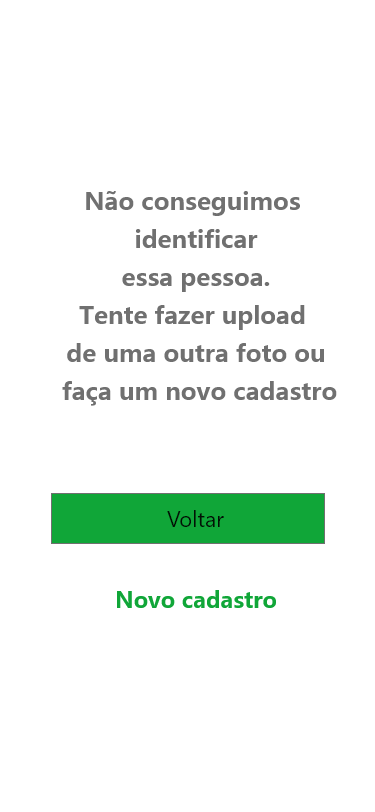 Não conseguimos
identificar
essa pessoa.
Tente fazer upload
de uma outra foto ou
faça um novo cadastro
Voltar
Novo cadastro